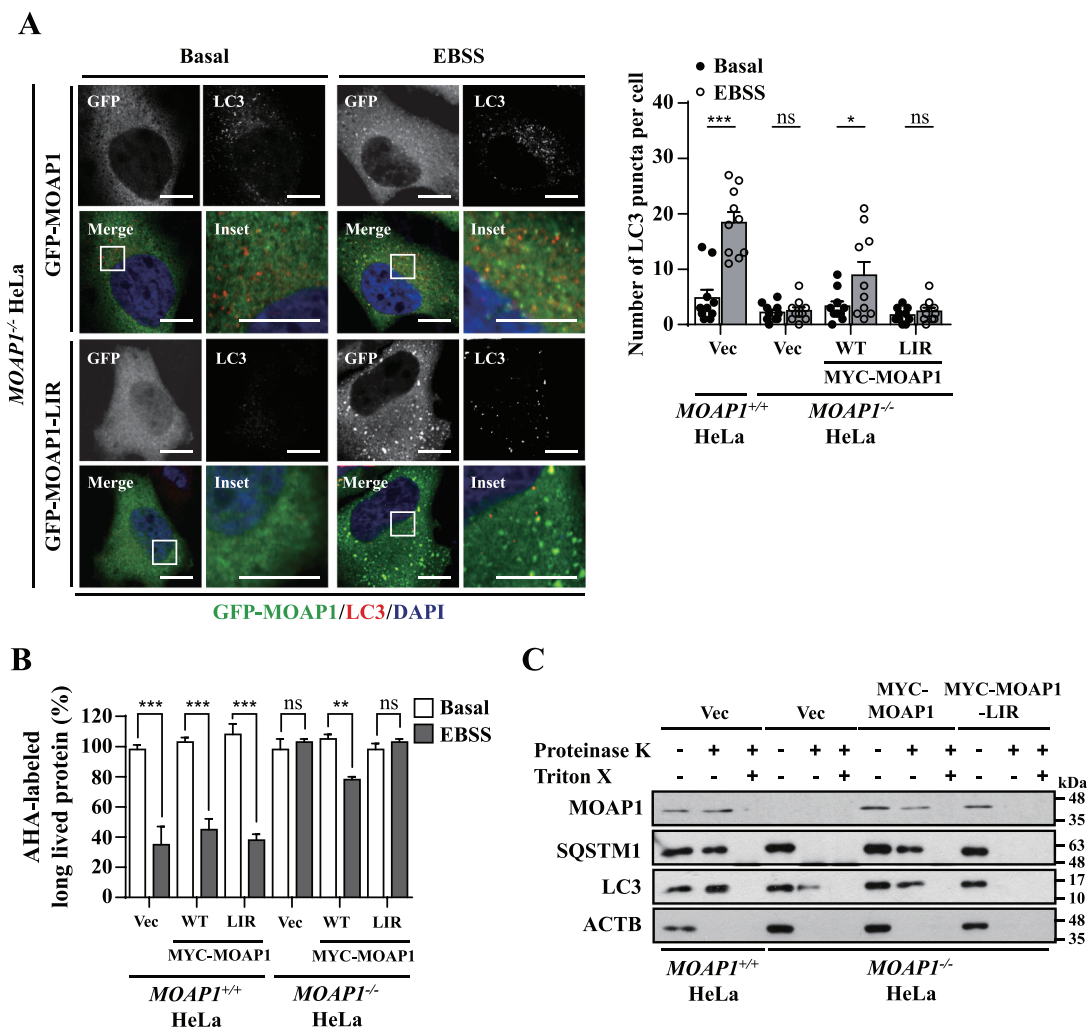 A
Basal EBSS
MOAP1-/- HeLa
GFP-MOAP1
GFP LC3 GFP LC3
Merge Inset Merge Inset
GFP-MOAP1-LIR
GFP LC3 GFP LC3
Merge Inset Merge Inset
GFP-MOAP1/LC3/DAPI
● Basal
○ EBSS
Number of LC3 puncta per cell
*** ns * ns
40
30
20
10
0
Vec Vec WT LIR
MYC-MOAP1
MOAP1+/+ MOAP1-/-
HeLa HeLa
B
AHA-labeled
long lived protein (%)
*** *** *** ns ** ns
Basal
EBSS
120
100
80
60
40
20
0
Vec WT LIR Vec WT LIR
MYC-MOAP1 MYC-MOAP1
MOAP1+/+ MOAP1-/-
HeLa HeLa
C
Vec Vec MYC-MOAP1 MYC-MOAP1-LIR
Proteinase K - + + - + + - + + - + +
Triton X - - + - - + - - + - - +
kDa
MOAP1 48
35
SQSTM1 63
48
LC3 17
10
ACTB 48
35
MOAP1+/+ MOAP1-/-
HeLa HeLa